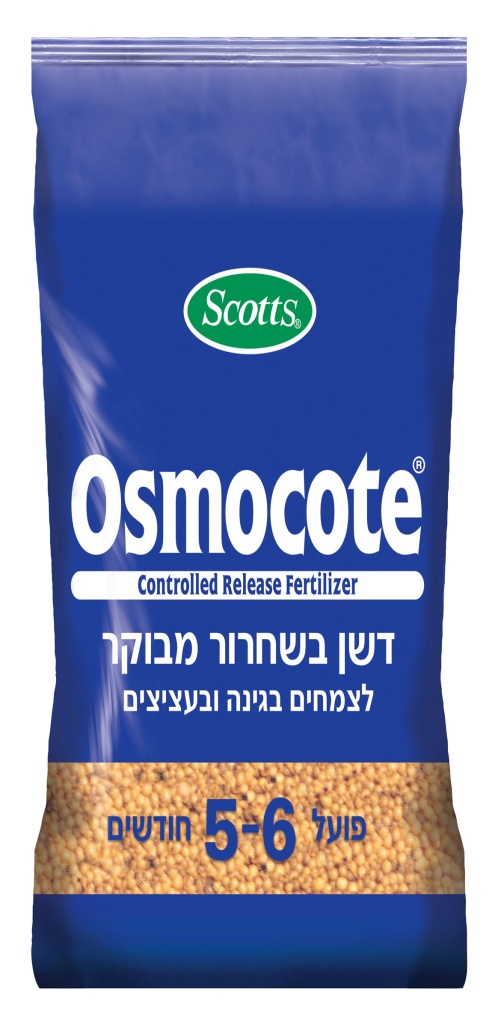 Scotts®
Osmocote®
Controlled Release Fertilizer
דשן בשחרור מבוקר
לצמחים בגינה ובעציצים
פועל 5-6 חודשים